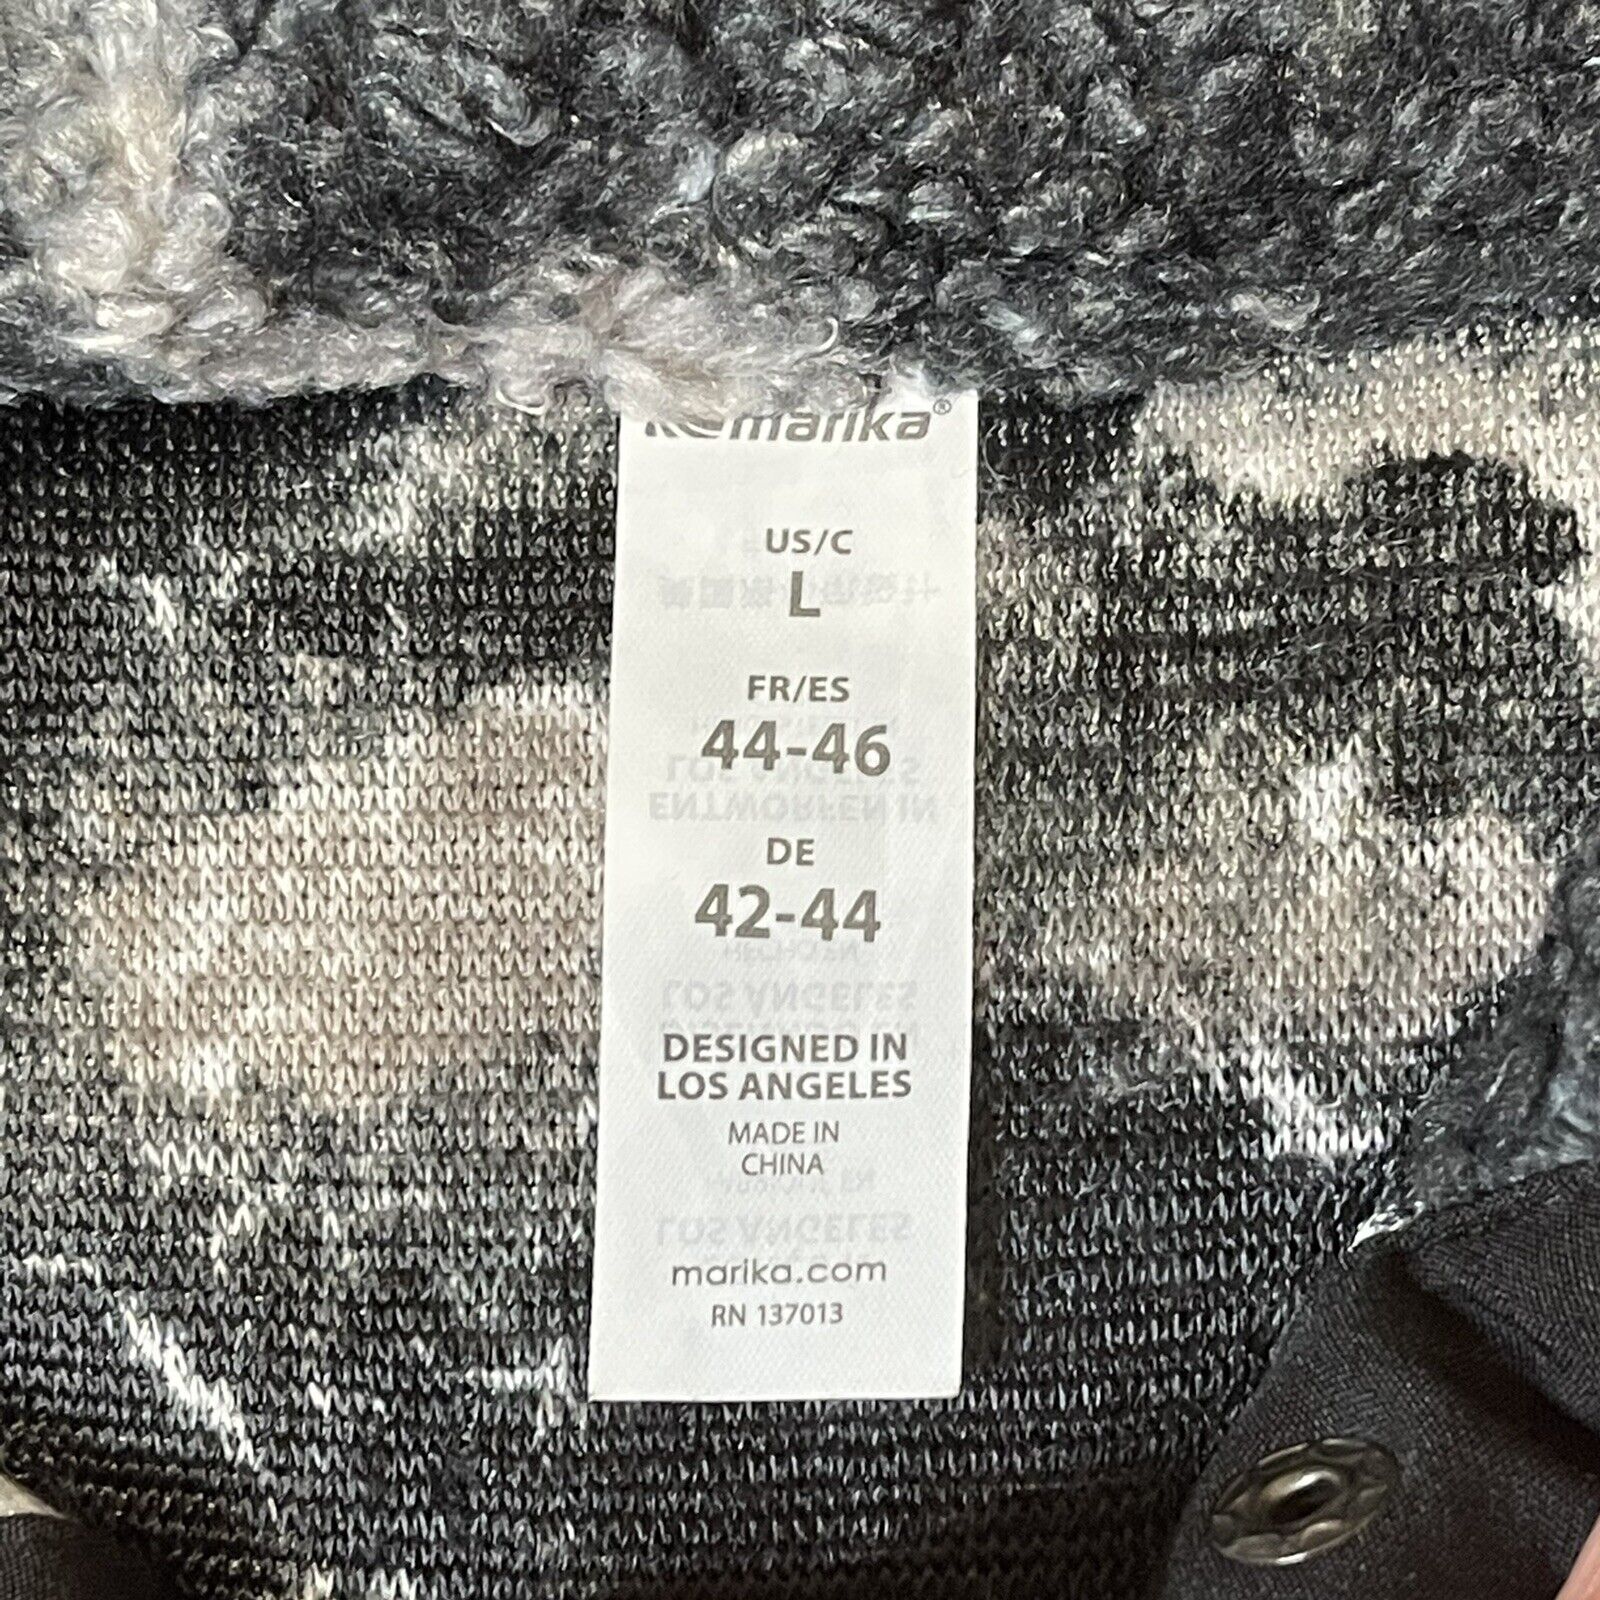 marika®
US/C
L
FR/ES
44-46
DE
42-44
DESIGNED IN
LOS ANGELES
MADE IN
CHINA
marika.com
RN 137013